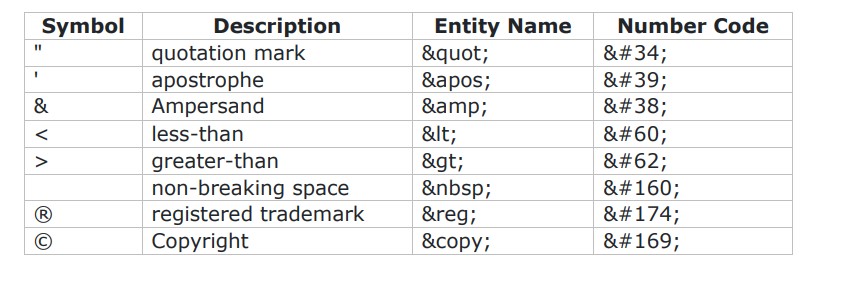 Symbol Description Entity Name Number Code
" quotation mark &quot; &#34;
' apostrophe &apos; &#39;
& Ampersand &amp; &#38;
< less-than &lt; &#60;
> greater-than &gt; &#62;
non-breaking space &nbsp; &#160;
® registered trademark &reg; &#174;
© Copyright &copy; &#169;